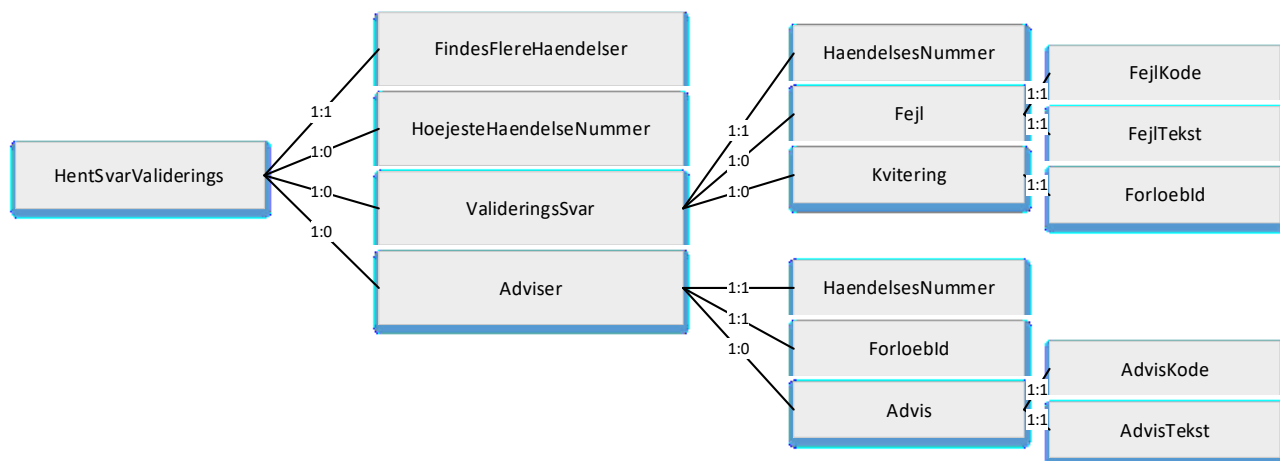 HentSvarValiderings
1:1
1:0
1:0
1:0
FindesFlereHaendelser
HoejesteHaendelseNummer
ValideringsSvar
Adviser
1:1
1:0
1:0
HaendelsesNummer
Fejl
Kvitering
1:1
1:1
1:1
FejlKode
FejlTekst
ForloebId
1:1
1:1
1:0
HaendelsesNummer
ForloebId
Advis
1:1
1:1
AdvisKode
AdvisTekst